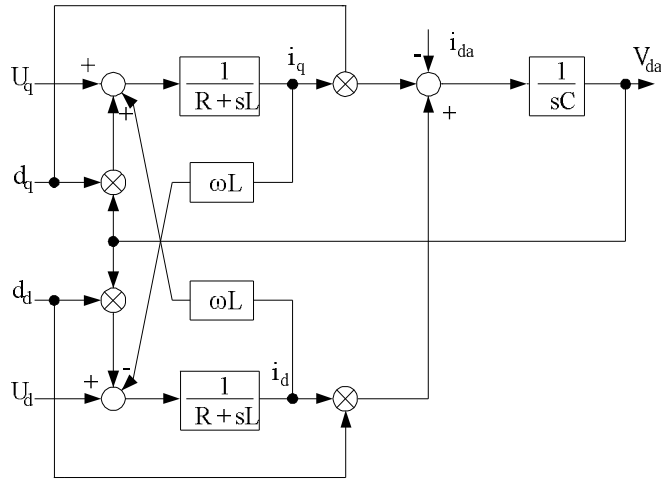 - i_da
i_q
V_da
U_q + 1 / R+sL + 1 / sC
+
d_q ωL
d_d ωL
-
i_d
U_d + 1 / R+sL